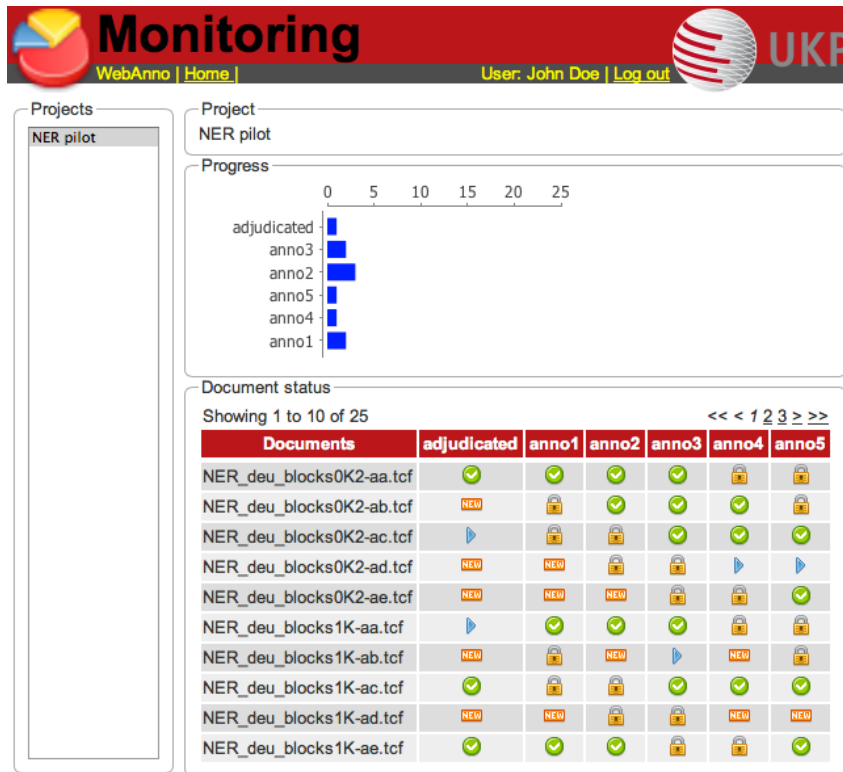 Monitoring
UKP
WebAnno | Home |
User: John Doe | Log out
Projects
NER pilot
Project
NER pilot
Progress
0 5 10 15 20 25
adjudicated
anno3
anno2
anno5
anno4
anno1
Document status
Showing 1 to 10 of 25
<< < 1 2 3 > >>
Documents adjudicated anno1 anno2 anno3 anno4 anno5
NER_deu_blocks0K2-aa.tcf
NER_deu_blocks0K2-ab.tcf NEW
NER_deu_blocks0K2-ac.tcf
NER_deu_blocks0K2-ad.tcf NEW NEW
NER_deu_blocks0K2-ae.tcf NEW NEW NEW
NER_deu_blocks1K-aa.tcf
NER_deu_blocks1K-ab.tcf NEW NEW NEW
NER_deu_blocks1K-ac.tcf
NER_deu_blocks1K-ad.tcf NEW NEW NEW NEW
NER_deu_blocks1K-ae.tcf